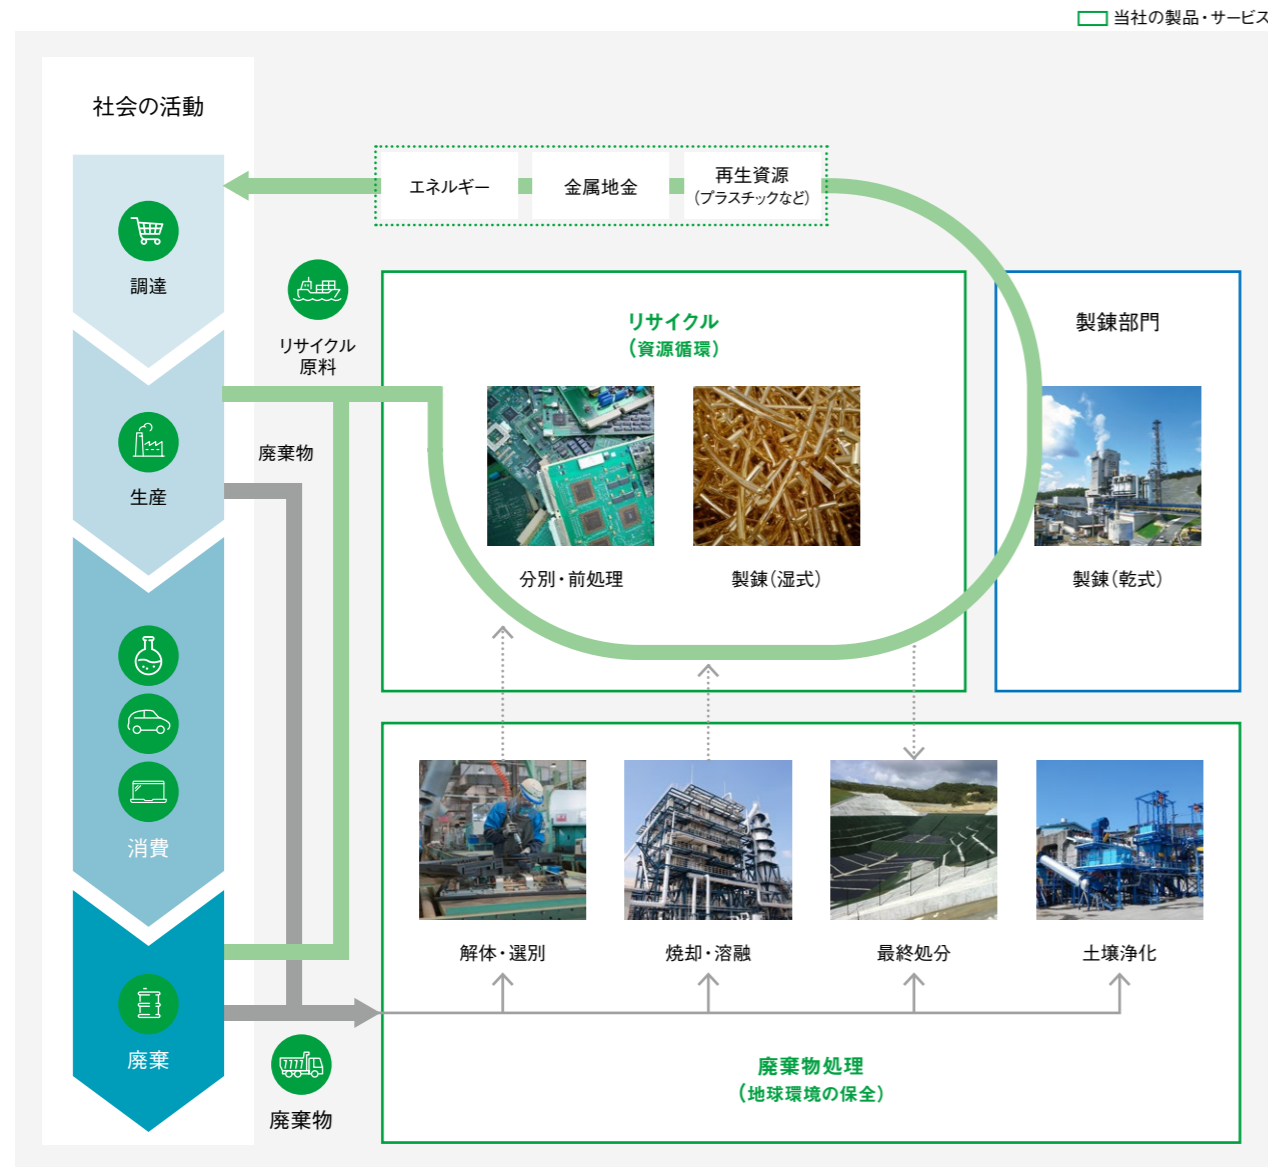 当社の製品・サービス
社会の活動
エネルギー
金属地金
再生資源
(プラスチックなど)
調達
リサイクル
原料
リサイクル
(資源循環)
製錬部門
廃棄物
生産
分別・前処理
製錬(湿式)
製錬(乾式)
消費
解体・選別
焼却・溶融
最終処分
土壌浄化
廃棄
廃棄物
廃棄物処理
(地球環境の保全)